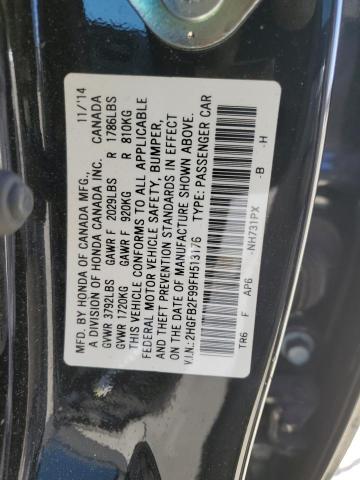 MFD. BY HONDA OF CANADA MFG., 11/'14
A DIVISION OF HONDA CANADA INC. CANADA
GVWR 3792LBS GAWR F 2029LBS R 1786LBS
GVWR 1720KG GAWR F 920KG R 810KG
THIS VEHICLE CONFORMS TO ALL APPLICABLE
FEDERAL MOTOR VEHICLE SAFETY, BUMPER,
AND THEFT PREVENTION STANDARDS IN EFFECT
ON THE DATE OF MANUFACTURE SHOWN ABOVE.
V.I.N.:2HGFB2F99FH513176 TYPE: PASSENGER CAR
TR6 F AP6 -NH731PX -B -H